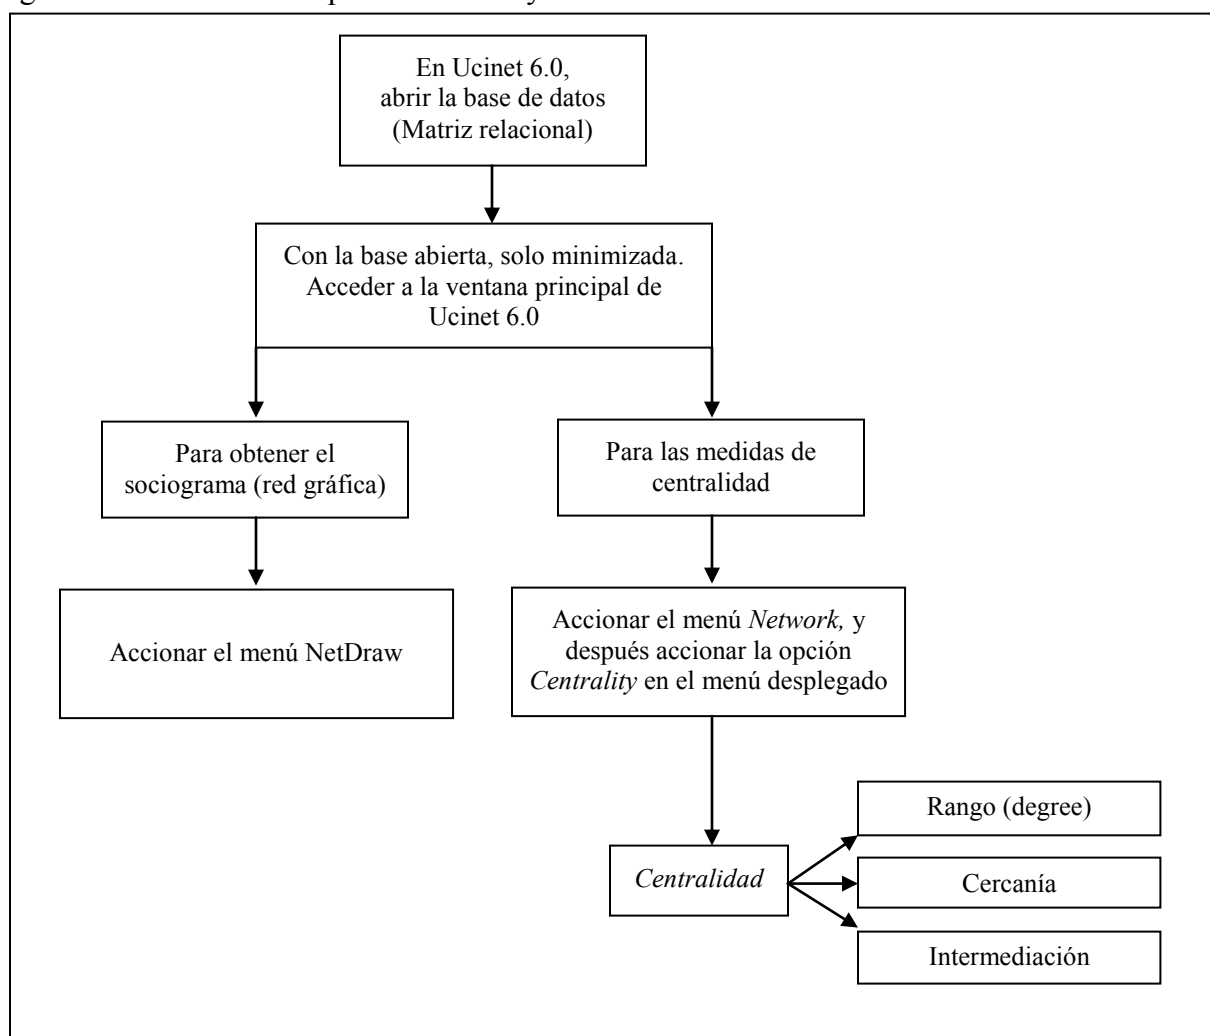 En Ucinet 6.0,
abrir la base de datos
(Matriz relacional)
Con la base abierta, solo minimizada.
Acceder a la ventana principal de
Ucinet 6.0
Para obtener el
sociograma (red gráfica)
Para las medidas de
centralidad
Accionar el menú NetDraw
Accionar el menú Network, y
después accionar la opción
Centrality en el menú desplegado
Centralidad
Rango (degree)
Cercanía
Intermediación